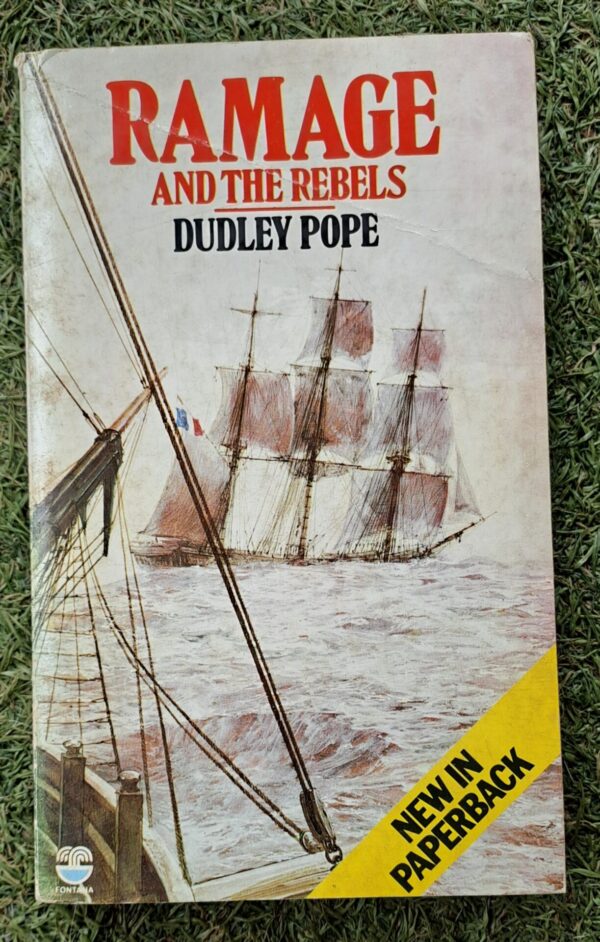 RAMAGE
AND THE REBELS
DUDLEY POPE
NEW IN
PAPERBACK
FONTANA